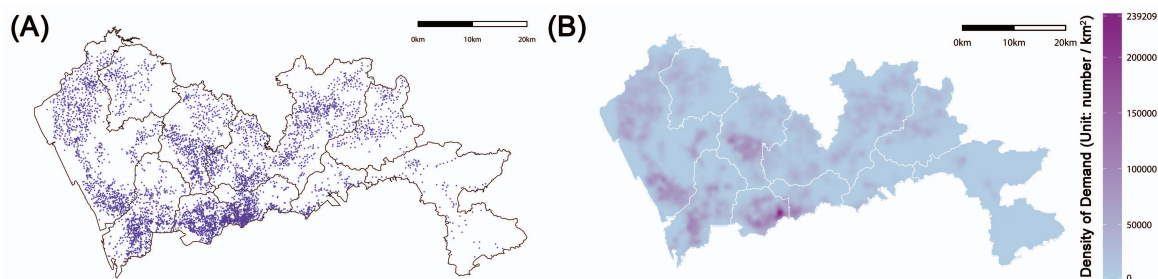 (A)
0km 10km 20km
(B)
0km 10km 20km
Density of Demand (Unit: number / km²)
239209
200000
150000
100000
50000
0